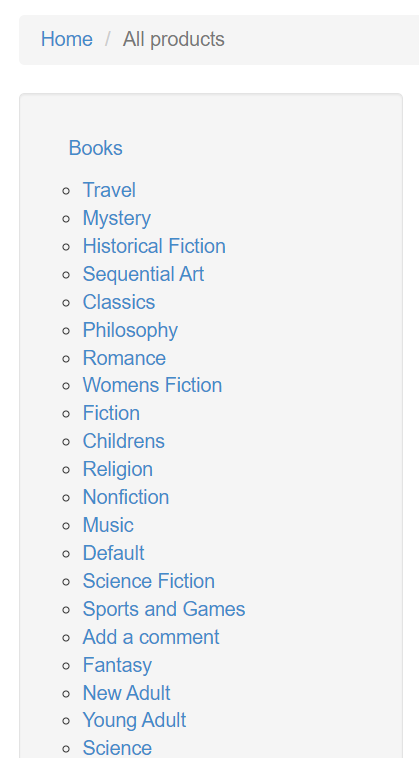 Home / All products
Books
Travel
Mystery
Historical Fiction
Sequential Art
Classics
Philosophy
Romance
Womens Fiction
Fiction
Childrens
Religion
Nonfiction
Music
Default
Science Fiction
Sports and Games
Add a comment
Fantasy
New Adult
Young Adult
Science